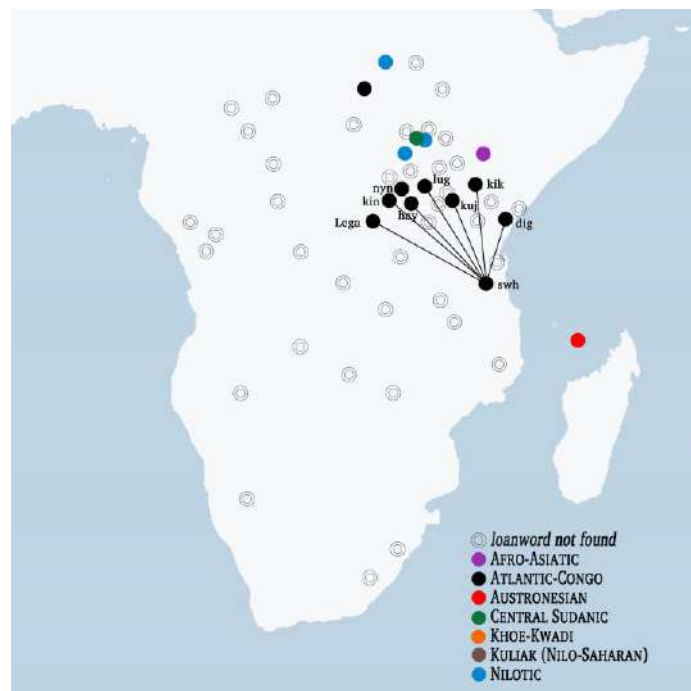 lug
kik
nyn
kin
hay
kuj
Lega
dig
swh
loanword not found
AFRO-ASIATIC
ATLANTIC-CONGO
AUSTRONESIAN
CENTRAL SUDANIC
KHOE-KWADI
KULIAK (NILO-SAHARAN)
NILOTIC